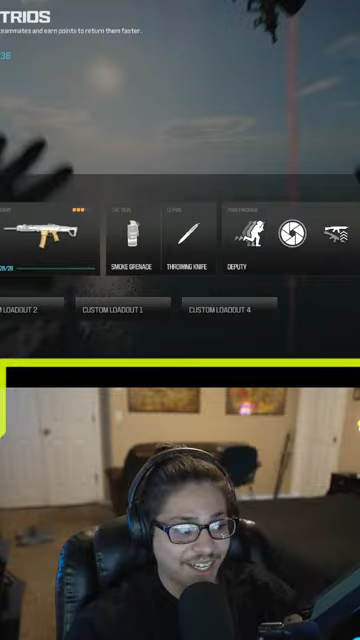 TRIOS
teammates and earn points to return them faster.
LETHAL
SMOKE GRENADE
THROWING KNIFE
DEPUTY
LOADOUT 2
CUSTOM LOADOUT 1
CUSTOM LOADOUT 4